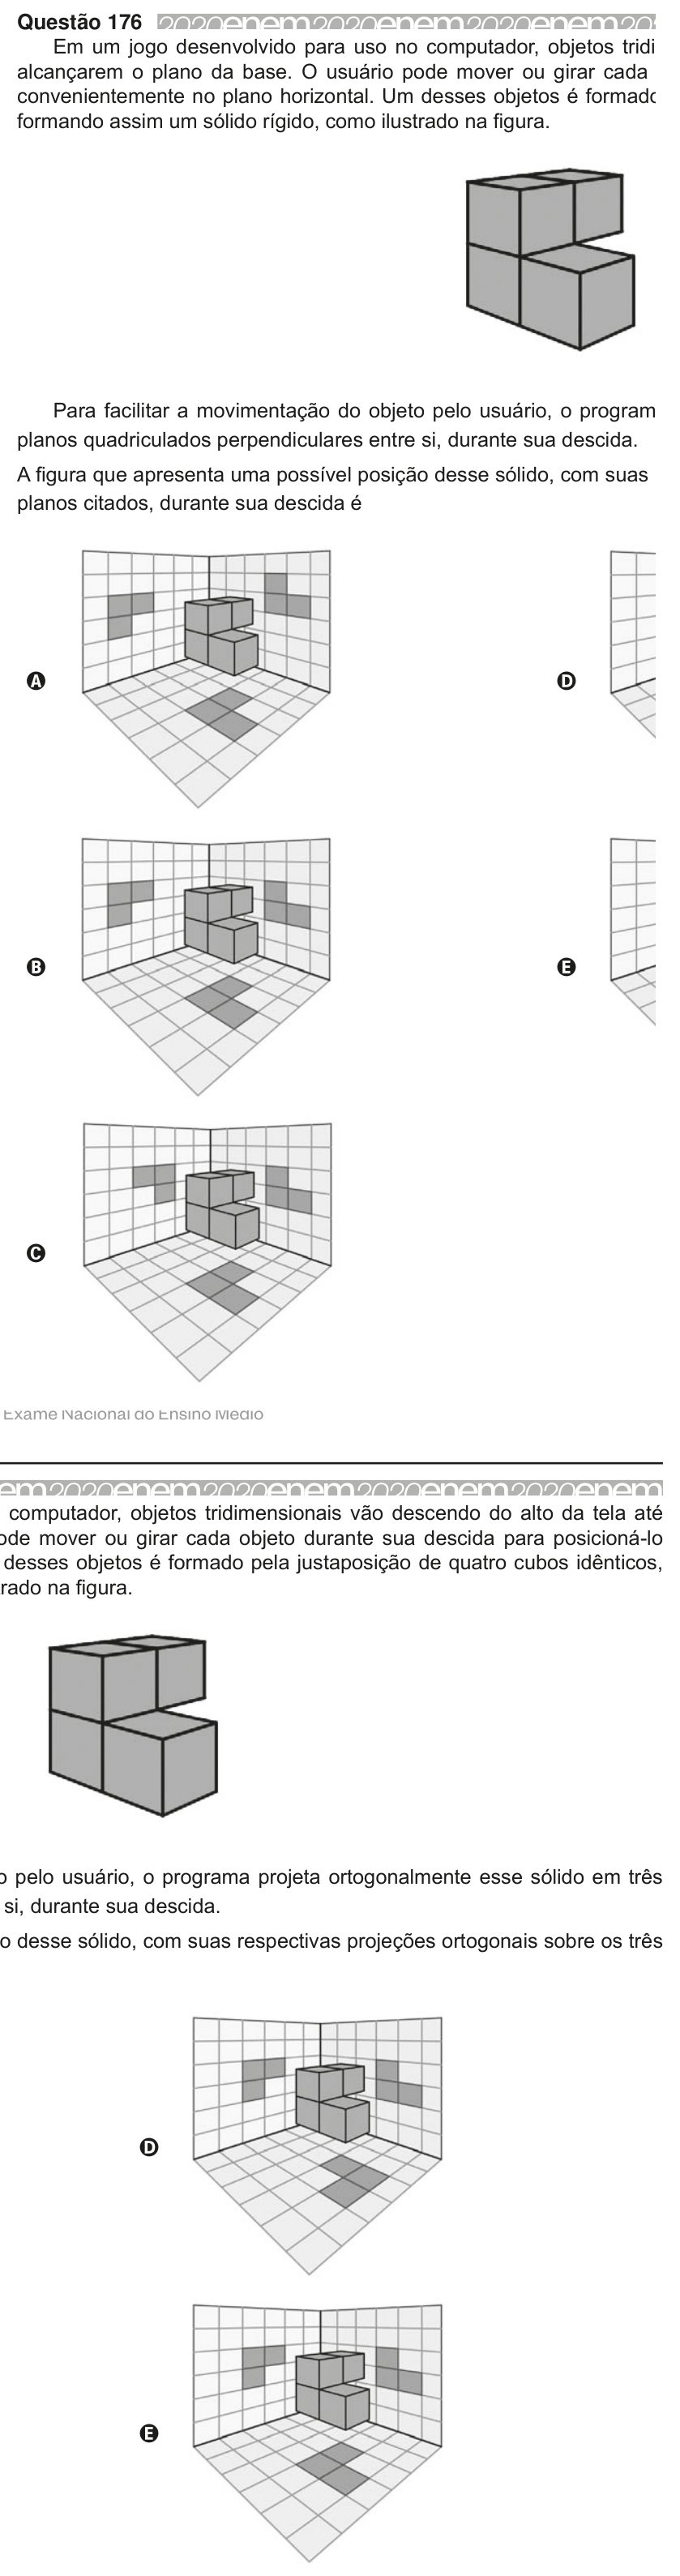 Questão 176 2020enem2020enem2020enem20
Em um jogo desenvolvido para uso no computador, objetos tridi
alcançarem o plano da base. O usuário pode mover ou girar cada
convenientemente no plano horizontal. Um desses objetos é formado
formando assim um sólido rígido, como ilustrado na figura.
Para facilitar a movimentação do objeto pelo usuário, o program
planos quadriculados perpendiculares entre si, durante sua descida.
A figura que apresenta uma possível posição desse sólido, com suas
planos citados, durante sua descida é
A
D
B
E
C
Exame Nacional do Ensino Médio
em2020enem2020enem2020enem2020enem
computador, objetos tridimensionais vão descendo do alto da tela até
ode mover ou girar cada objeto durante sua descida para posicioná-lo
desses objetos é formado pela justaposição de quatro cubos idênticos,
rado na figura.
o pelo usuário, o programa projeta ortogonalmente esse sólido em três
si, durante sua descida.
o desse sólido, com suas respectivas projeções ortogonais sobre os três
D
E